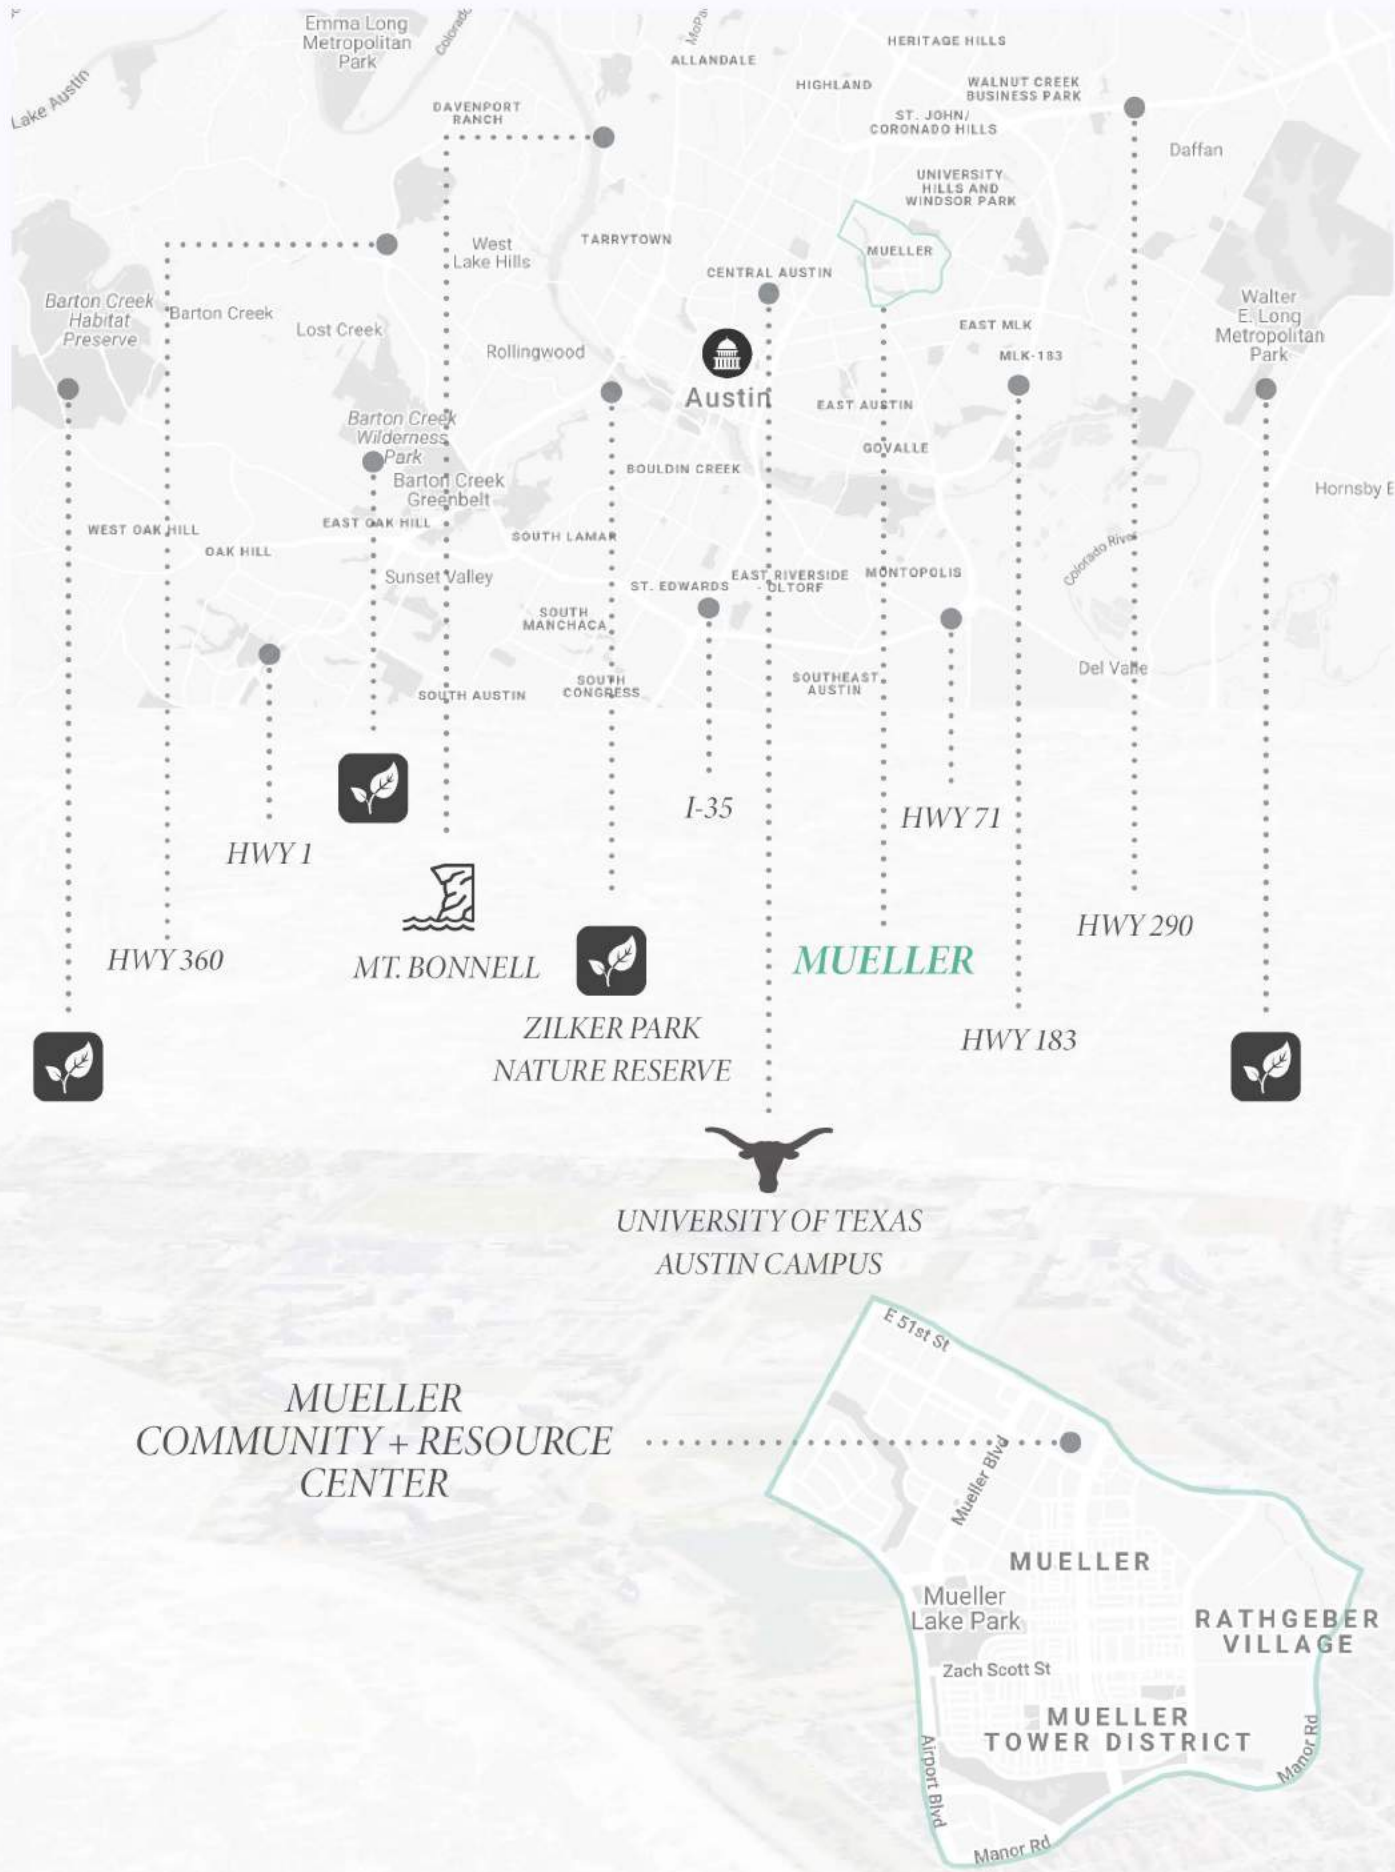 Emma Long
Metropolitan
Park
Lake Austin
ALLANDALE
HERITAGE HILLS
HIGHLAND
WALNUT CREEK
BUSINESS PARK
DAVENPORT
RANCH
ST. JOHN/
CORONADO HILLS
Daffan
UNIVERSITY
HILLS AND
WINDSOR PARK
West
Lake Hills
TARRYTOWN
MUELLER
CENTRAL AUSTIN
Barton Creek
Habitat
Preserve
Barton Creek
Lost Creek
Rollingwood
EAST MLK
MLK-183
Walter
E. Long
Metropolitan
Park
Austin
EAST AUSTIN
Barton Creek
Wilderness
Park
Barton Creek
Greenbelt
GOVALLE
BOULDIN CREEK
Hornsby E
WEST OAK HILL
OAK HILL
EAST OAK HILL
SOUTH LAMAR
Colorado River
Sunset Valley
ST. EDWARDS
EAST RIVERSIDE
- OLTORF
MONTOPOLIS
SOUTH
MANCHACA
Del Valle
SOUTH AUSTIN
SOUTH
CONGRESS
SOUTHEAST
AUSTIN
I-35
HWY 71
HWY 1
HWY 290
HWY 360
MT. BONNELL
MUELLER
ZILKER PARK
NATURE RESERVE
HWY 183
UNIVERSITY OF TEXAS
AUSTIN CAMPUS
E 51st St
MUELLER
COMMUNITY + RESOURCE
CENTER
Mueller Blvd
MUELLER
Mueller
Lake Park
RATHGEBER
VILLAGE
Zach Scott St
MUELLER
TOWER DISTRICT
Airport Blvd
Manor Rd
Manor Rd